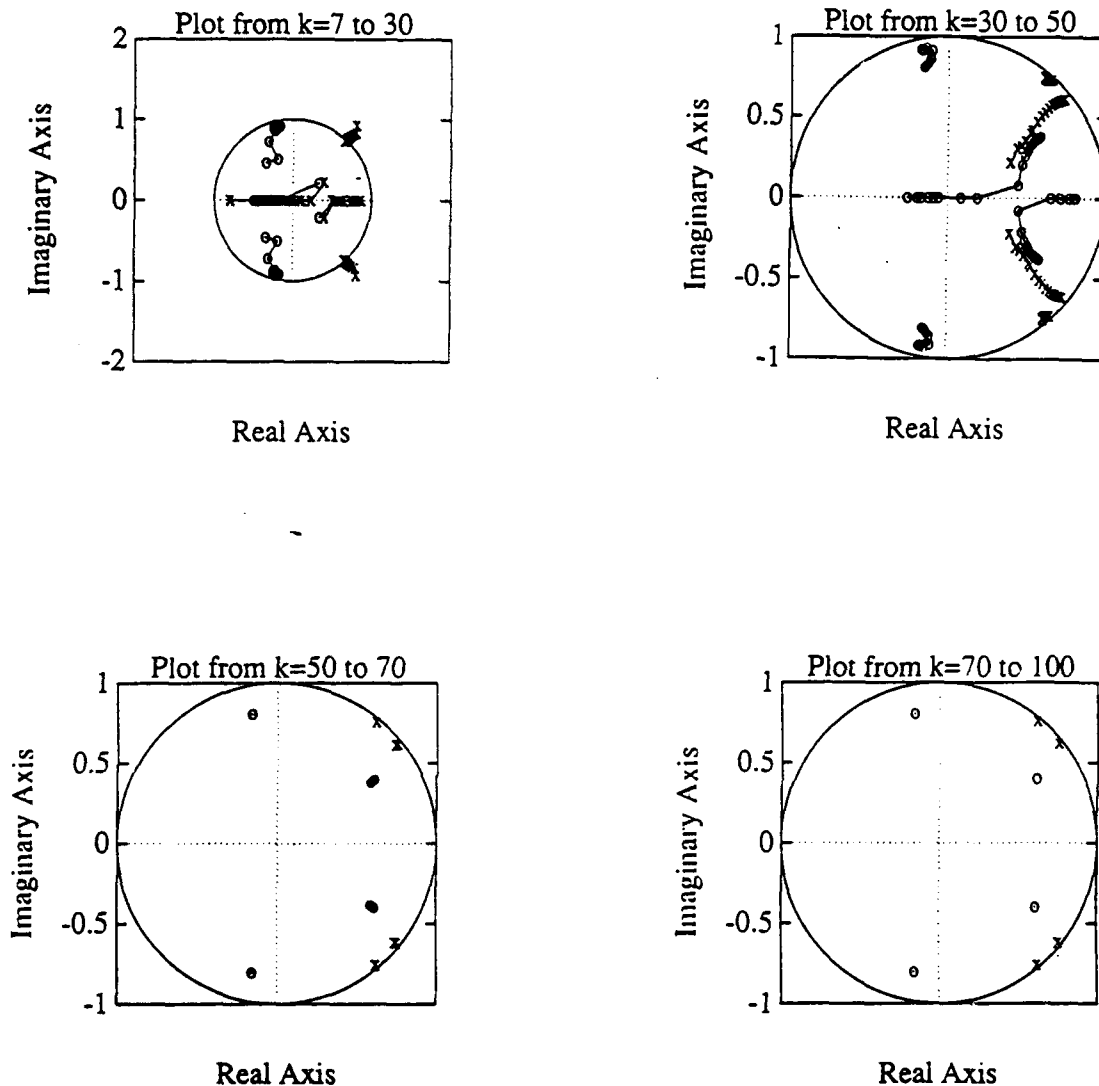 Plot from k=7 to 30
2
1
0
-1
-2
Imaginary Axis
Real Axis
Plot from k=30 to 50
1
0.5
0
-0.5
-1
Imaginary Axis
Real Axis
Plot from k=50 to 70
1
0.5
0
-0.5
-1
Imaginary Axis
Real Axis
Plot from k=70 to 100
1
0.5
0
-0.5
-1
Imaginary Axis
Real Axis